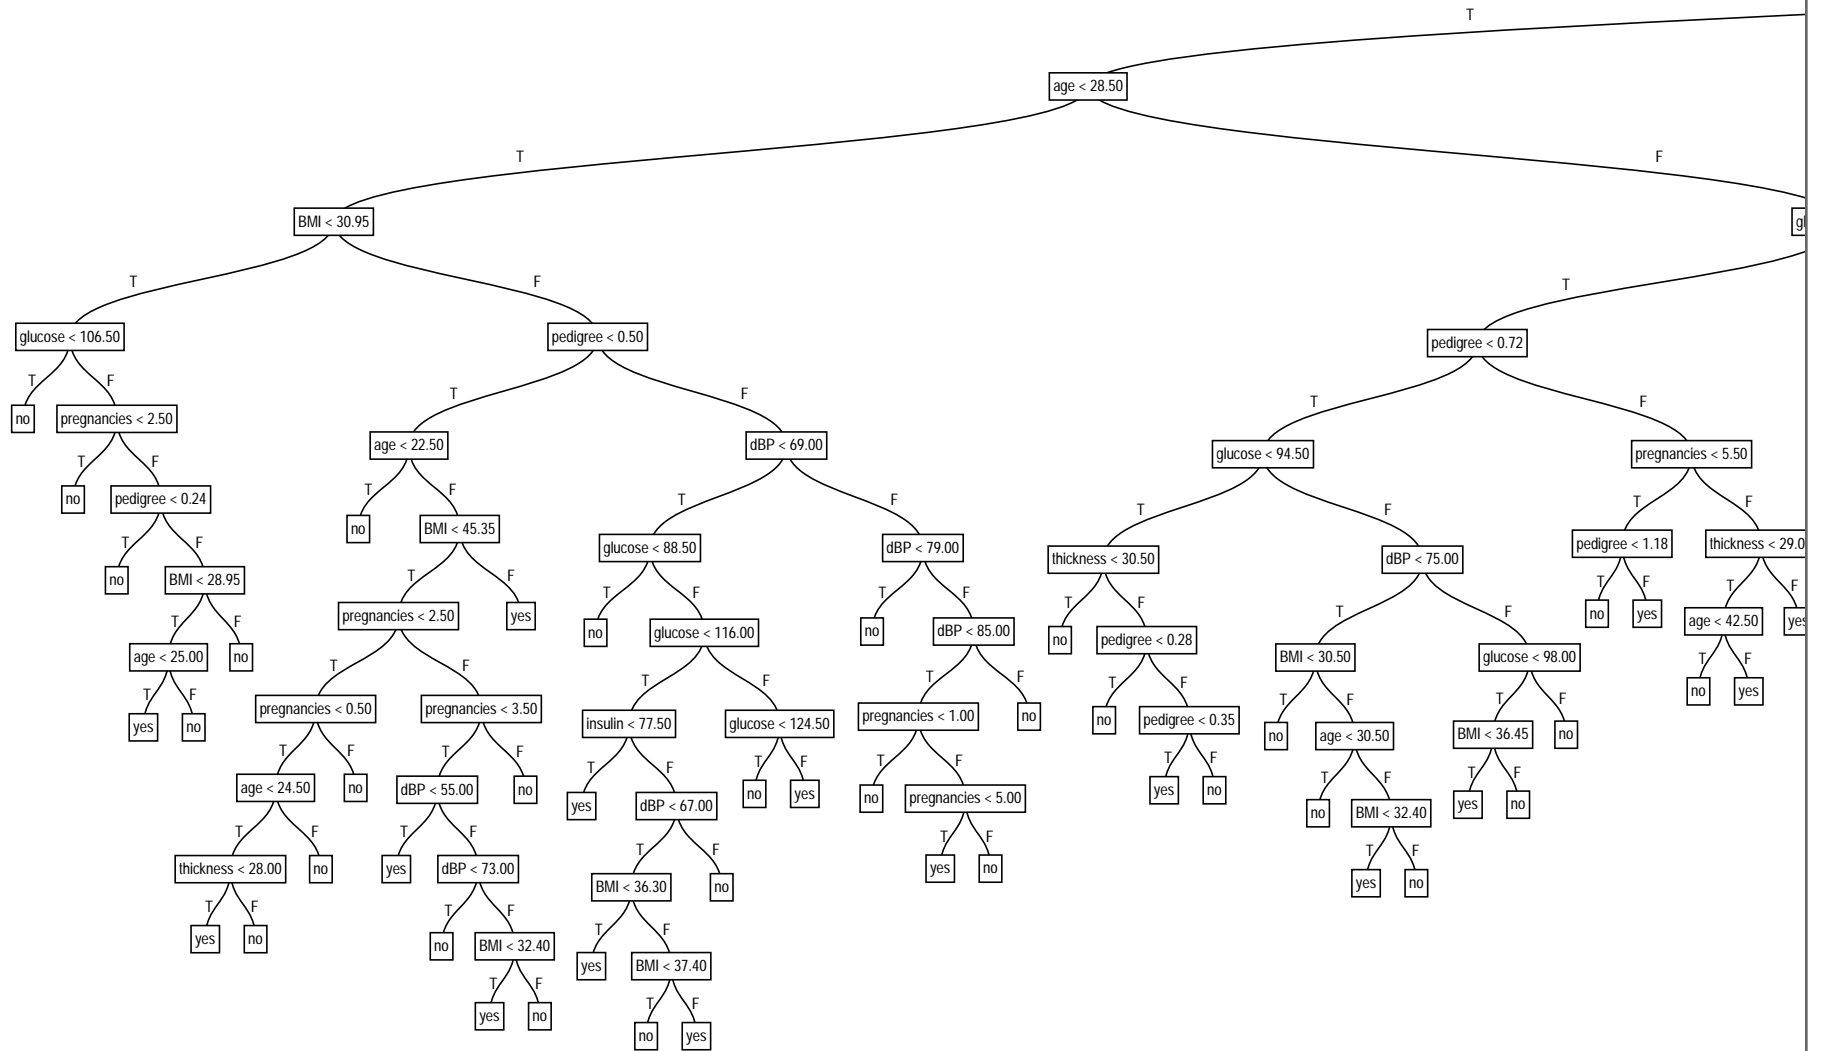 T
age < 28.50
T
F
BMI < 30.95
gl
T
F
T
glucose < 106.50
pedigree < 0.50
pedigree < 0.72
T
F
T
F
T
F
no
pregnancies < 2.50
age < 22.50
dBP < 69.00
glucose < 94.50
pregnancies < 5.50
T
F
T
F
T
F
T
F
T
F
no
pedigree < 0.24
no
BMI < 45.35
glucose < 88.50
dBP < 79.00
thickness < 30.50
dBP < 75.00
pedigree < 1.18
thickness < 29.0
T
F
T
F
T
F
T
F
T
F
T
F
T
F
T
F
no
BMI < 28.95
pregnancies < 2.50
yes
no
glucose < 116.00
no
dBP < 85.00
no
pedigree < 0.28
BMI < 30.50
glucose < 98.00
no
yes
age < 42.50
yes
T
F
T
F
T
F
T
F
T
F
T
F
T
F
T
F
age < 25.00
no
pregnancies < 0.50
pregnancies < 3.50
insulin < 77.50
glucose < 124.50
pregnancies < 1.00
no
no
pedigree < 0.35
no
age < 30.50
BMI < 36.45
no
no
yes
T
F
T
F
T
F
T
F
T
F
T
F
T
F
T
F
T
F
yes
no
age < 24.50
no
dBP < 55.00
no
yes
dBP < 67.00
no
yes
no
pregnancies < 5.00
yes
no
no
BMI < 32.40
yes
no
T
F
T
F
T
F
T
F
T
F
thickness < 28.00
no
yes
dBP < 73.00
BMI < 36.30
no
yes
no
yes
no
T
F
T
F
T
F
yes
no
no
BMI < 32.40
yes
BMI < 37.40
T
F
T
F
yes
no
no
yes